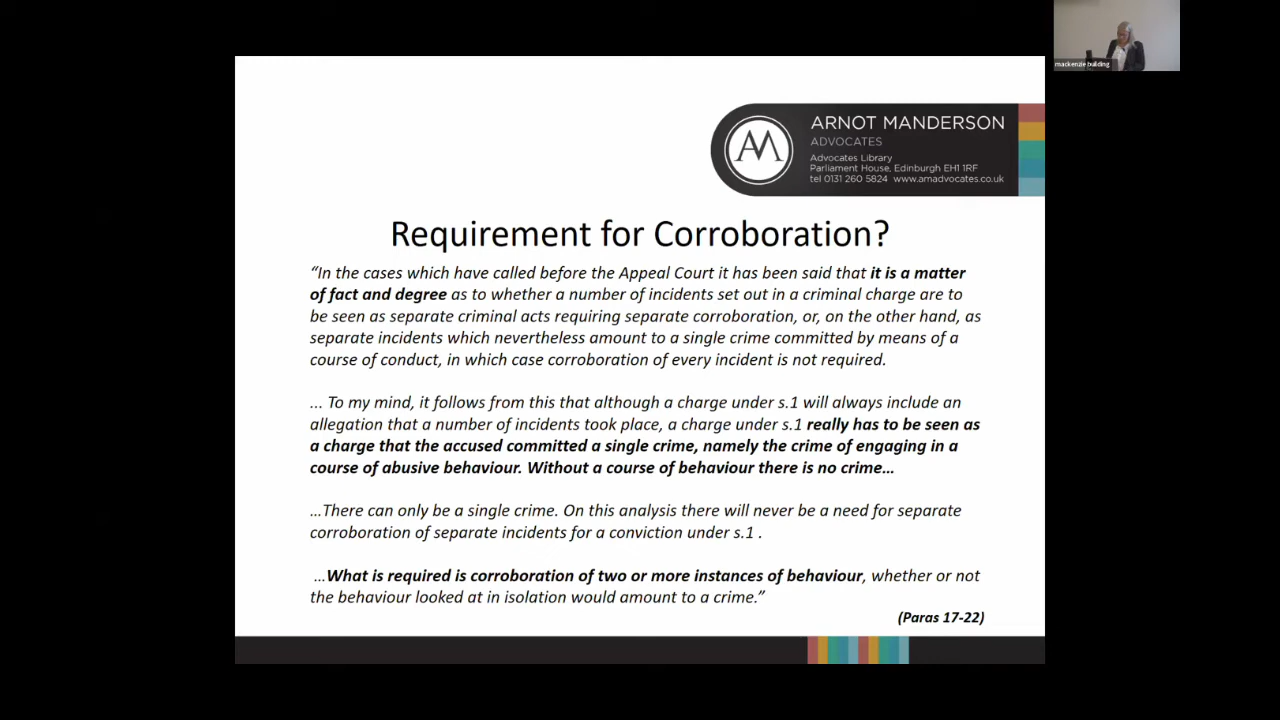 mackenzie building
AM
ARNOT MANDERSON
ADVOCATES
Advocates Library
Parliament House, Edinburgh EH1 1RF
tel 0131 260 5824 www.amadvocates.co.uk
Requirement for Corroboration?
“In the cases which have called before the Appeal Court it has been said that it is a matter
of fact and degree as to whether a number of incidents set out in a criminal charge are to
be seen as separate criminal acts requiring separate corroboration, or, on the other hand, as
separate incidents which nevertheless amount to a single crime committed by means of a
course of conduct, in which case corroboration of every incident is not required.
... To my mind, it follows from this that although a charge under s.1 will always include an
allegation that a number of incidents took place, a charge under s.1 really has to be seen as
a charge that the accused committed a single crime, namely the crime of engaging in a
course of abusive behaviour. Without a course of behaviour there is no crime…
…There can only be a single crime. On this analysis there will never be a need for separate
corroboration of separate incidents for a conviction under s.1 .
…What is required is corroboration of two or more instances of behaviour, whether or not
the behaviour looked at in isolation would amount to a crime.”
(Paras 17-22)